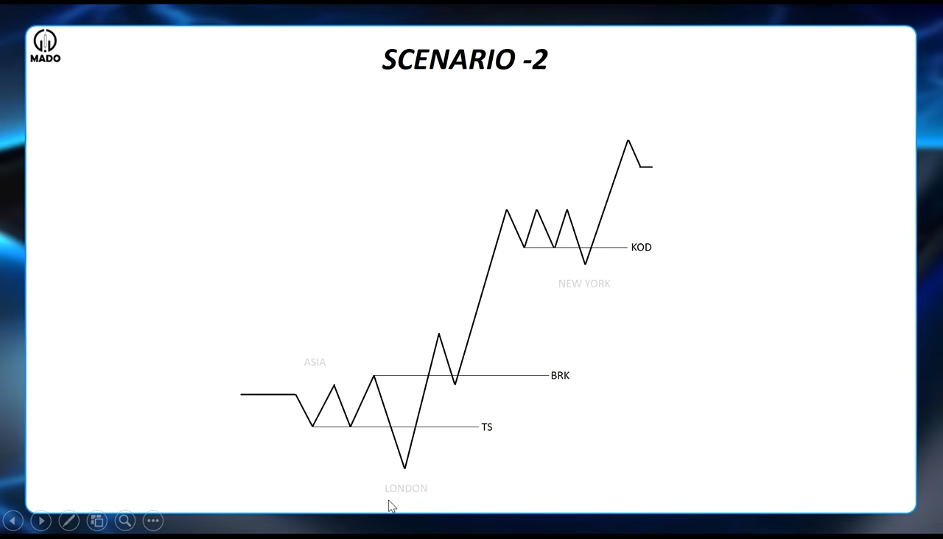 MADO
SCENARIO -2
KOD
NEW YORK
ASIA
BRK
TS
LONDON